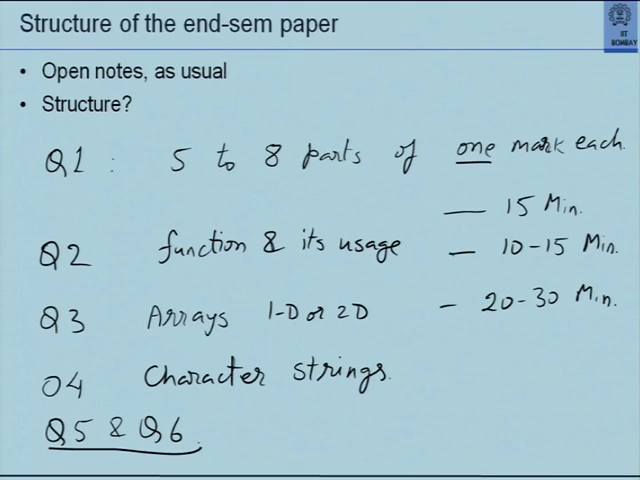 Structure of the end-sem paper
IIT
BOMBAY
• Open notes, as usual
• Structure?
Q1 : 5 to 8 parts of one mark each.
— 15 Min.
Q2 function & its usage — 10-15 Min.
Q3 Arrays 1-D or 2D — 20-30 Min.
Q4 Character strings.
Q5 & Q6.